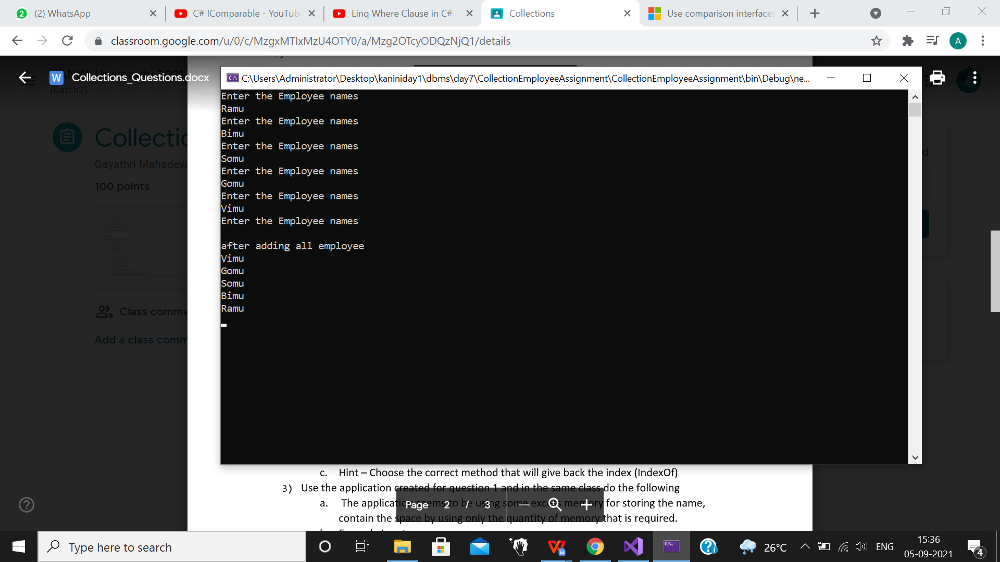 (2) WhatsApp
C# IComparable - YouTub
Linq Where Clause in C# -
Collections
Use comparison interfaces
classroom.google.com/u/0/c/MzgxMTIxMzU4OTY0/a/Mzg2OTcyODQzNjQ1/details
A
Collections_Questions.docx
(Batch2)
C:\Users\Administrator\Desktop\kaniniday1\dbms\day7\CollectionEmployeeAssignment\CollectionEmployeeAssignment\bin\Debug\ne...
Enter the Employee names
Ramu
Enter the Employee names
Bimu
Enter the Employee names
Somu
Enter the Employee names
Gomu
Enter the Employee names
Vimu
Enter the Employee names
after adding all employee
Vimu
Gomu
Somu
Bimu
Ramu
Collectio
Gayathri Mahadeva
100 points
Class comme
Add a class comm
c. Hint – Choose the correct method that will give back the index (IndexOf)
3) Use the application created for question 1 and in the same class do the following
a. The application seems to be using some excess memory for storing the name,
contain the space by using only the quantity of memory that is required.
Page 2 / 3
Type here to search
26°C
ENG
15:36
05-09-2021
4